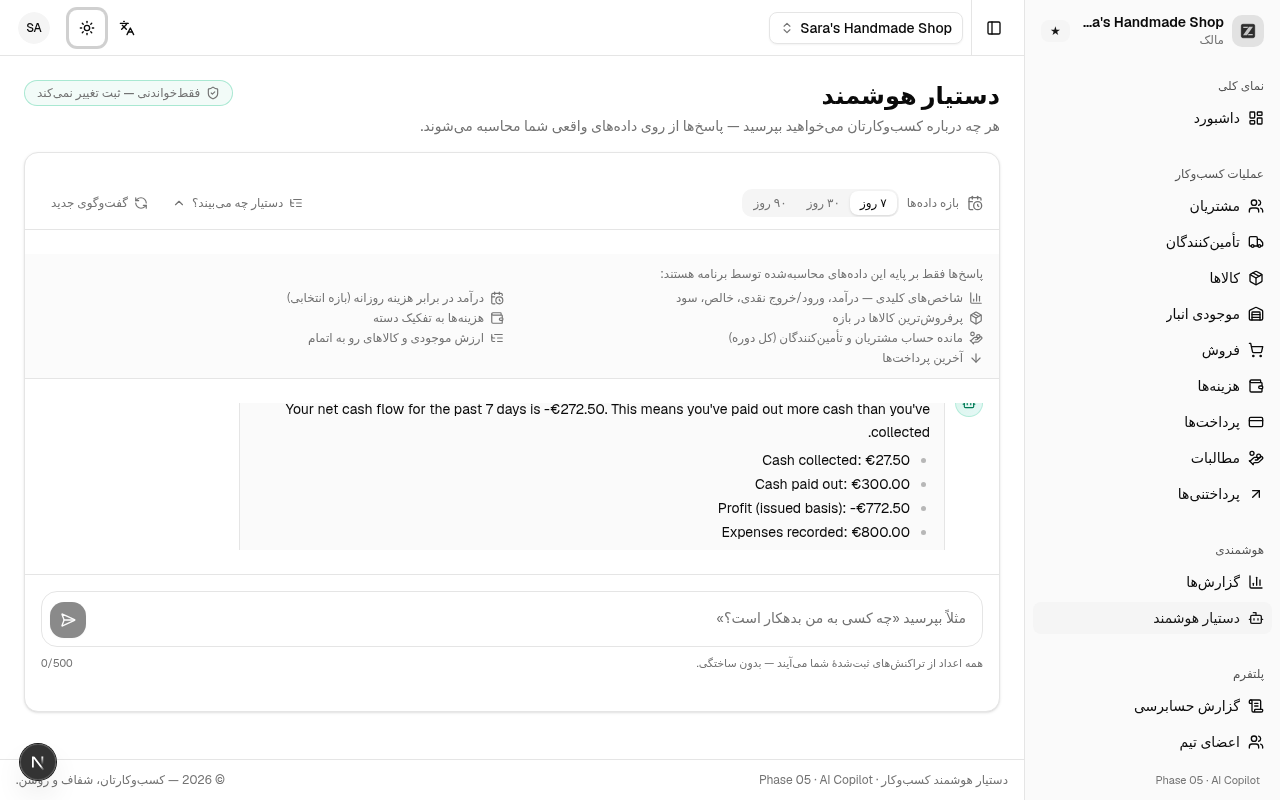 ...a's Handmade Shop
مالک
★
نمای کلی
داشبورد
عملیات کسب‌وکار
مشتریان
تأمین‌کنندگان
کالاها
موجودی انبار
فروش
هزینه‌ها
پرداخت‌ها
مطالبات
پرداختنی‌ها
هوشمندی
گزارش‌ها
دستیار هوشمند
پلتفرم
گزارش حسابرسی
اعضای تیم
Phase 05 · AI Copilot
Sara's Handmade Shop
SA
دستیار هوشمند
فقط‌خواندنی — ثبت تغییر نمی‌کند
هر چه درباره کسب‌وکارتان می‌خواهید بپرسید — پاسخ‌ها از روی داده‌های واقعی شما محاسبه می‌شوند.
بازه داده‌ها
۷ روز
۳۰ روز
۹۰ روز
دستیار چه می‌بیند؟
گفت‌وگوی جدید
پاسخ‌ها فقط بر پایه این داده‌های محاسبه‌شده توسط برنامه هستند:
شاخص‌های کلیدی — درآمد، ورود/خروج نقدی، خالص، سود
درآمد در برابر هزینه روزانه (بازه انتخابی)
پرفروش‌ترین کالاها در بازه
هزینه‌ها به تفکیک دسته
مانده حساب مشتریان و تأمین‌کنندگان (کل دوره)
ارزش موجودی و کالاهای رو به اتمام
آخرین پرداخت‌ها
Your net cash flow for the past 7 days is -€272.50. This means you've paid out more cash than you've
collected.
Cash collected: €27.50
Cash paid out: €300.00
Profit (issued basis): -€772.50
Expenses recorded: €800.00
مثلاً بپرسید «چه کسی به من بدهکار است؟»
همه اعداد از تراکنش‌های ثبت‌شدهٔ شما می‌آیند — بدون ساختگی.
0/500
دستیار هوشمند کسب‌وکار · Phase 05 · AI Copilot
© 2026 — کسب‌وکارتان، شفاف و روشن.
N